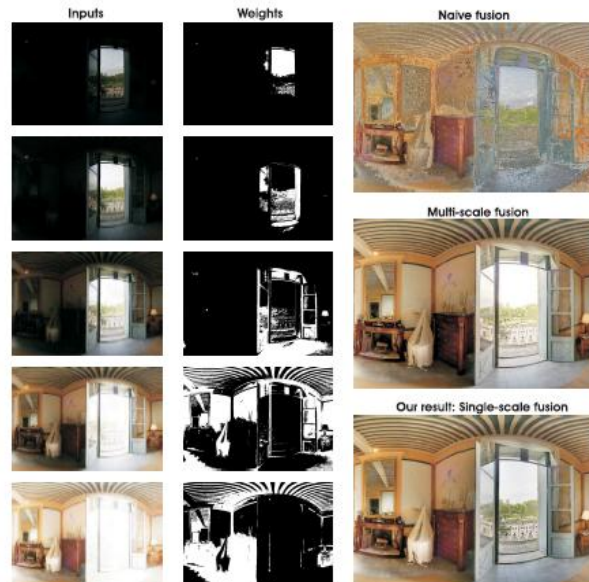 Inputs
Weights
Naive fusion
Multi-scale fusion
Our result: Single-scale fusion